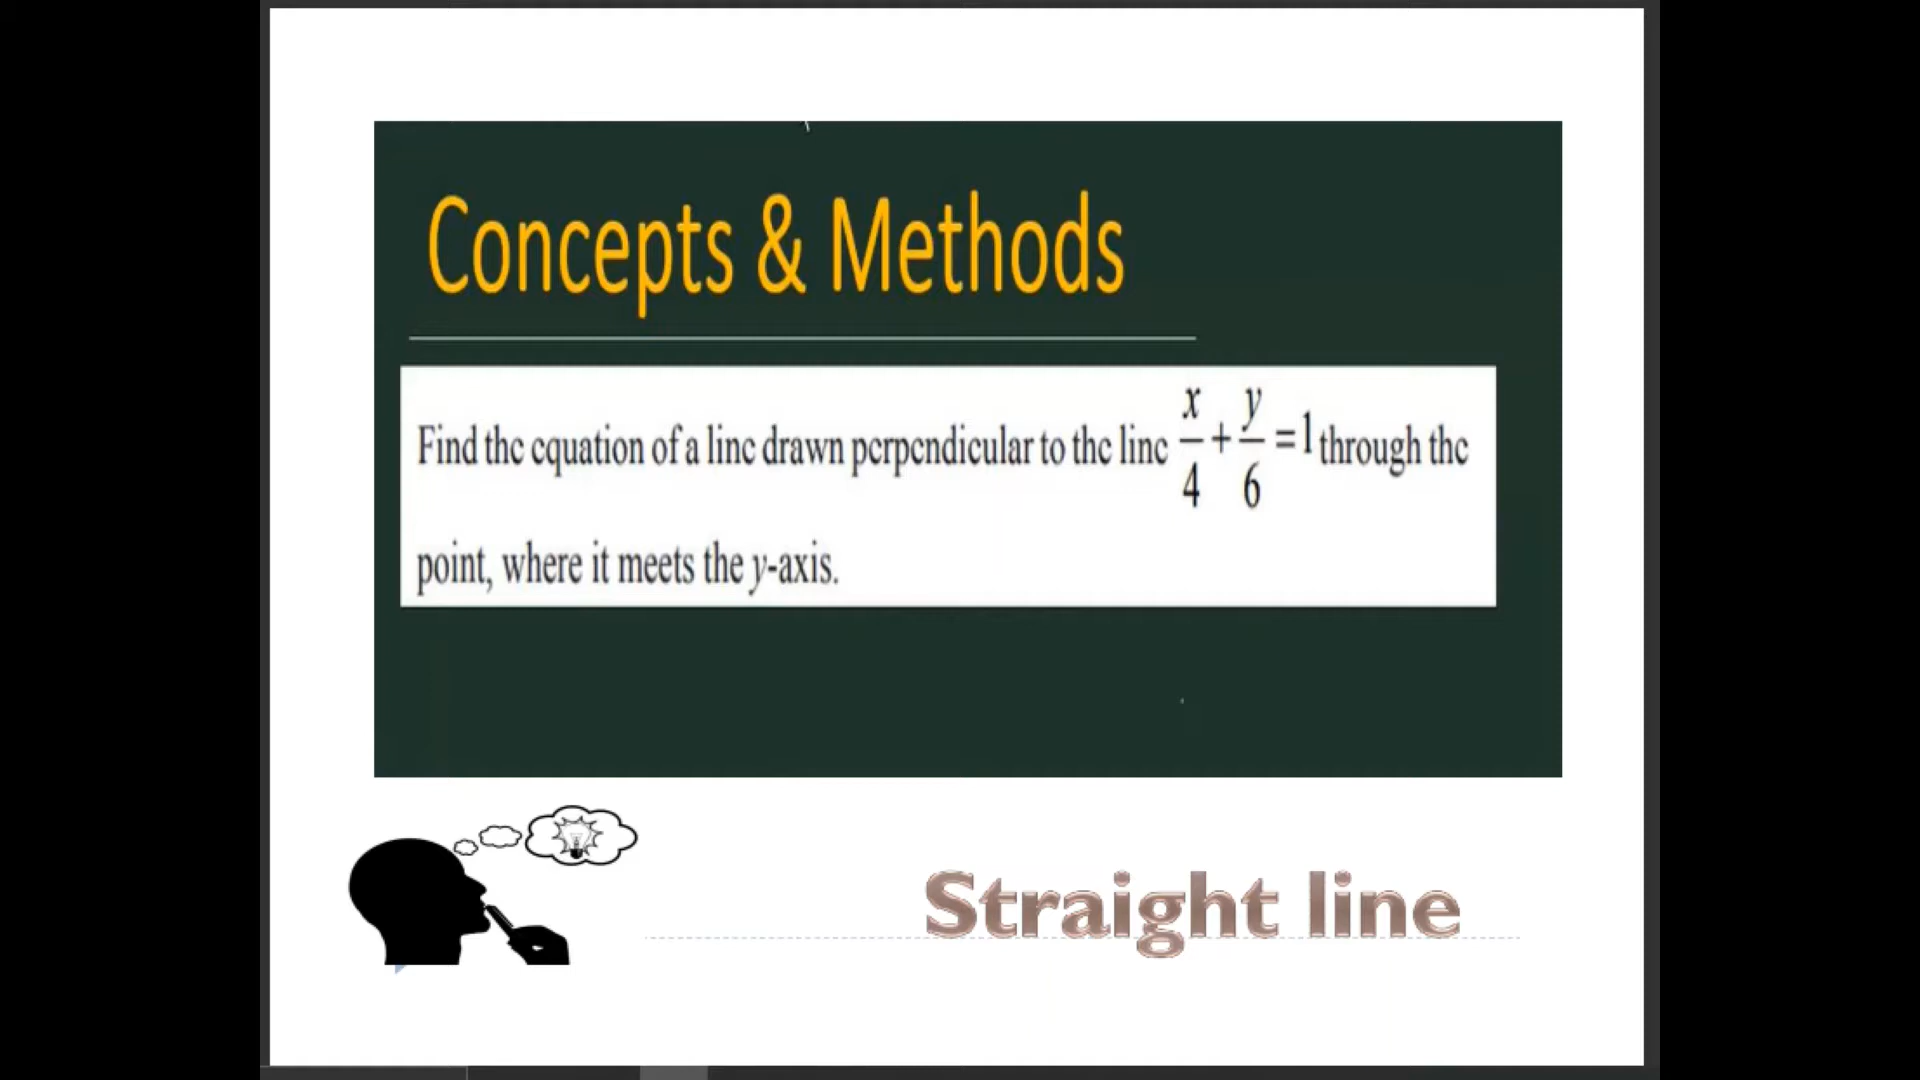 Concepts & Methods
Find the equation of a line drawn perpendicular to the line x/4 + y/6 = 1 through the
point, where it meets the y-axis.
Straight line